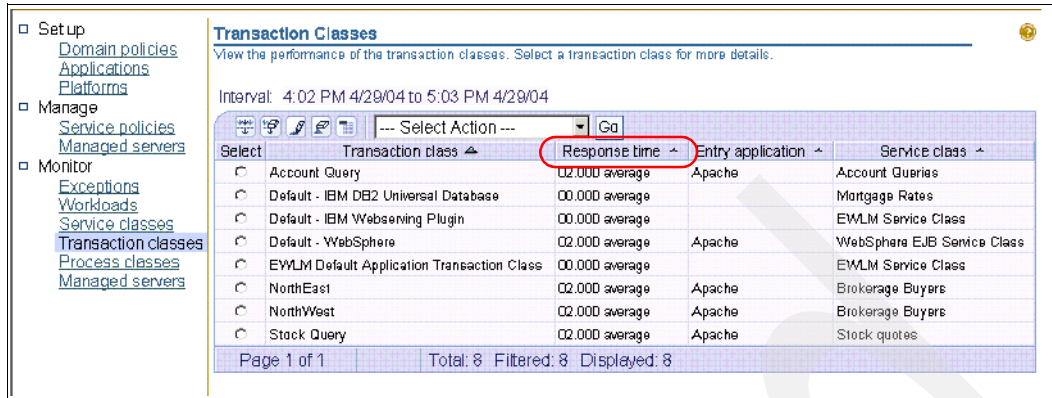 Setup
Domain policies
Applications
Platforms
Manage
Service policies
Managed servers
Monitor
Exceptions
Workloads
Service classes
Transaction classes
Process classes
Managed servers
Transaction Classes
View the performance of the transaction classes. Select a transaction class for more details.
Interval: 4:02 PM 4/29/04 to 5:03 PM 4/29/04
--- Select Action --- Go
Select Transaction class Response time Entry application Service class
Account Query 02.000 average Apache Account Queries
Default - IBM DB2 Universal Database 00.000 average Mortgage Rates
Default - IBM Webserving Plugin 00.000 average EWLM Service Class
Default - WebSphere 02.000 average Apache WebSphere EJB Service Class
EWLM Default Application Transaction Class 00.000 average EWLM Service Class
NorthEast 02.000 average Apache Brokerage Buyers
NorthWest 02.000 average Apache Brokerage Buyers
Stock Query 02.000 average Apache Stock quotes
Page 1 of 1 Total: 8 Filtered: 8 Displayed: 8